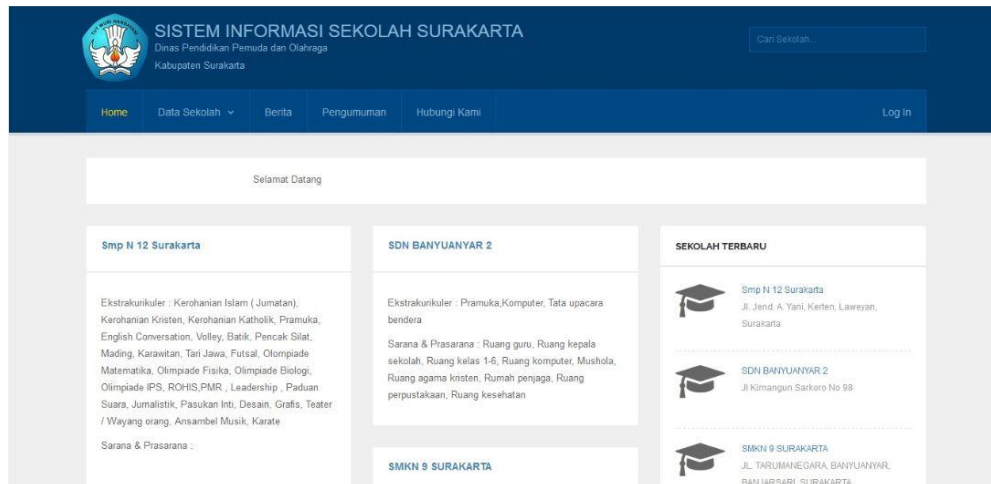 SISTEM INFORMASI SEKOLAH SURAKARTA
Dinas Pendidikan Pemuda dan Olahraga
Kabupaten Surakarta
Cari Sekolah...
Home
Data Sekolah
Berita
Pengumuman
Hubungi Kami
Log In
Selamat Datang
Smp N 12 Surakarta
Ekstrakurikuler : Kerohanian Islam ( Jumatan),
Kerohanian Kristen, Kerohanian Katholik, Pramuka,
English Conversation, Volley, Batik, Pencak Silat,
Mading, Karawitan, Tari Jawa, Futsal, Olompiade
Matematika, Olimpiade Fisika, Olimpiade Biologi,
Olimpiade IPS, ROHIS,PMR , Leadership , Paduan
Suara, Jurnalistik, Pasukan Inti, Desain, Grafis, Teater
/ Wayang orang, Ansambel Musik, Karate
Sarana & Prasarana :
SDN BANYUANYAR 2
Ekstrakurikuler : Pramuka,Komputer, Tata upacara
bendera
Sarana & Prasarana : Ruang guru, Ruang kepala
sekolah, Ruang kelas 1-6, Ruang komputer, Mushola,
Ruang agama kristen, Rumah penjaga, Ruang
perpustakaan, Ruang kesehatan
SMKN 9 SURAKARTA
SEKOLAH TERBARU
Smp N 12 Surakarta
Jl. Jend. A. Yani, Kerten, Laweyan,
Surakarta
SDN BANYUANYAR 2
Jl Kimangun Sarkoro No 98
SMKN 9 SURAKARTA
JL. TARUMANEGARA, BANYUANYAR,
BANJARSARI, SURAKARTA